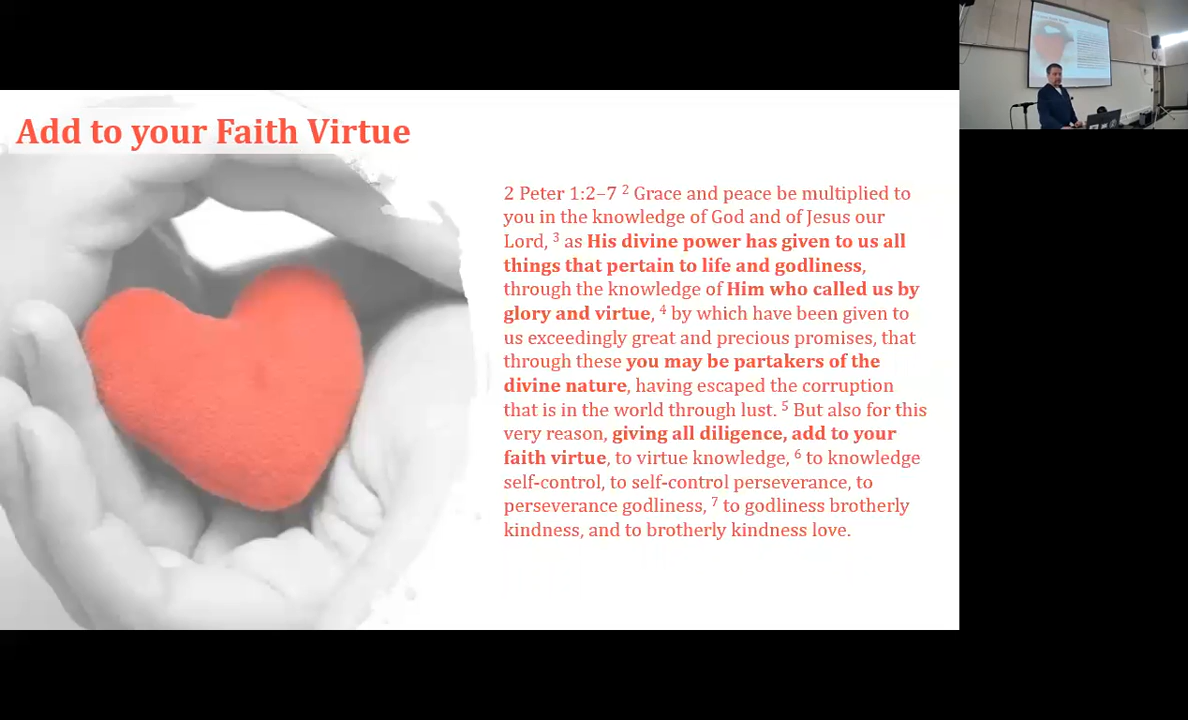 Add to your Faith Virtue
2 Peter 1:2–7 ² Grace and peace be multiplied to
you in the knowledge of God and of Jesus our
Lord, ³ as His divine power has given to us all
things that pertain to life and godliness,
through the knowledge of Him who called us by
glory and virtue, ⁴ by which have been given to
us exceedingly great and precious promises, that
through these you may be partakers of the
divine nature, having escaped the corruption
that is in the world through lust. ⁵ But also for this
very reason, giving all diligence, add to your
faith virtue, to virtue knowledge, ⁶ to knowledge
self-control, to self-control perseverance, to
perseverance godliness, ⁷ to godliness brotherly
kindness, and to brotherly kindness love.